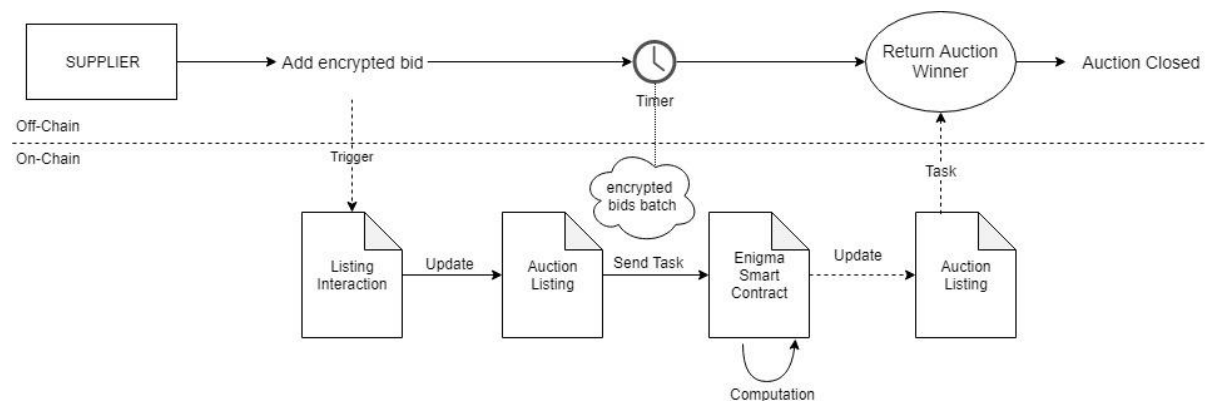 SUPPLIER
Add encrypted bid
Timer
Return Auction
Winner
Auction Closed
Off-Chain
On-Chain
Trigger
encrypted
bids batch
Task
Listing
Interaction
Update
Auction
Listing
Send Task
Enigma
Smart
Contract
Update
Auction
Listing
Computation